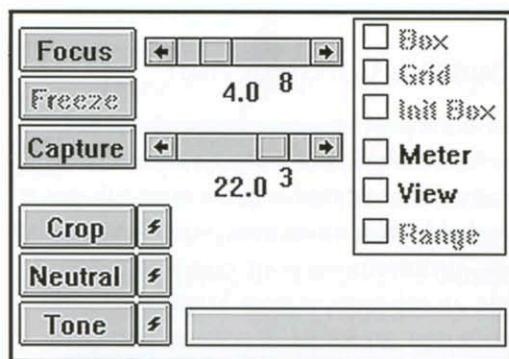 Focus
4.0 8
Freeze
Capture
22.0 3
Crop
Neutral
Tone
Box
Grid
Init Box
Meter
View
Range